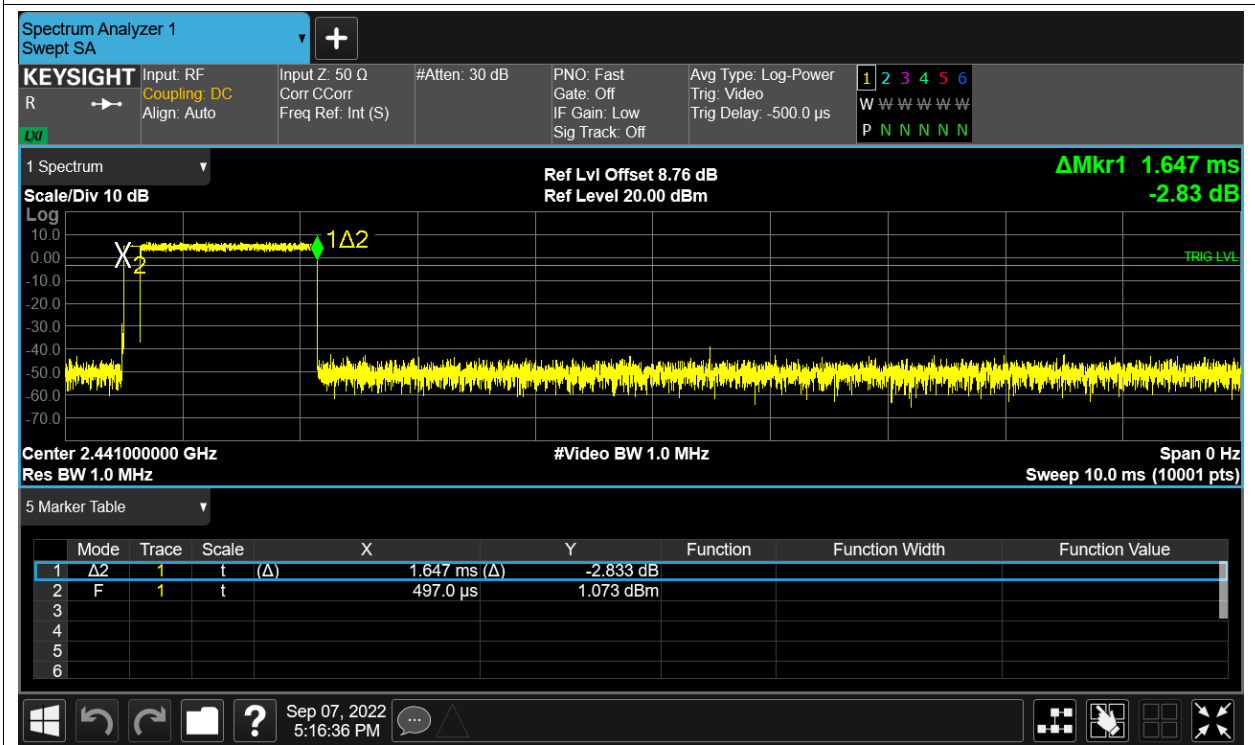 Spectrum Analyzer 1
Swept SA
+
KEYSIGHT Input: RF Input Z: 50 Ω #Atten: 30 dB PNO: Fast Avg Type: Log-Power 1 2 3 4 5 6
R Coupling: DC Corr CCorr Gate: Off Trig: Video W W W W W W
Align: Auto Freq Ref: Int (S) IF Gain: Low Trig Delay: -500.0 µs P N N N N N
LXI Sig Track: Off
1 Spectrum
Ref Lvl Offset 8.76 dB ΔMkr1 1.647 ms
Scale/Div 10 dB Ref Level 20.00 dBm -2.83 dB
Log
10.0
1Δ2
0.00
X2
TRIG LVL
-10.0
-20.0
-30.0
-40.0
-50.0
-60.0
-70.0
Center 2.441000000 GHz #Video BW 1.0 MHz Span 0 Hz
Res BW 1.0 MHz Sweep 10.0 ms (10001 pts)
5 Marker Table
Mode Trace Scale X Y Function Function Width Function Value
1 Δ2 1 t (Δ) 1.647 ms (Δ) -2.833 dB
2 F 1 t 497.0 µs 1.073 dBm
3
4
5
6
? Sep 07, 2022
5:16:36 PM